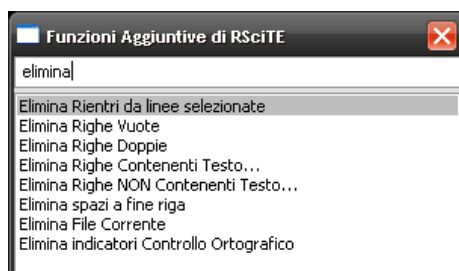 Funzioni Aggiuntive di RSciTE
elimina
Elimina Rientri da linee selezionate
Elimina Righe Vuote
Elimina Righe Doppie
Elimina Righe Contenenti Testo...
Elimina Righe NON Contenenti Testo...
Elimina spazi a fine riga
Elimina File Corrente
Elimina indicatori Controllo Ortografico